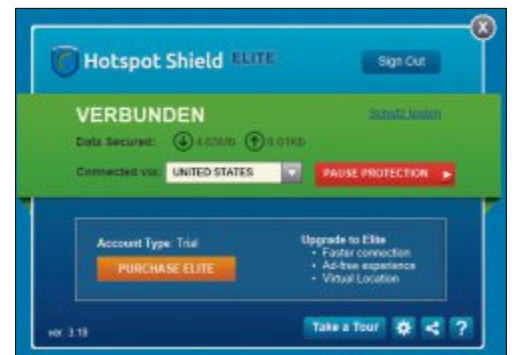 Hotspot Shield ELITE
Sign Out
VERBUNDEN
Schutz testen
Data Secured:
Connected via: UNITED STATES
PAUSE PROTECTION
Account Type: Trial
PURCHASE ELITE
Upgrade to Elite
• Faster connection
• Ad-free experience
• Virtual Location
ver. 3.19
Take a Tour
?